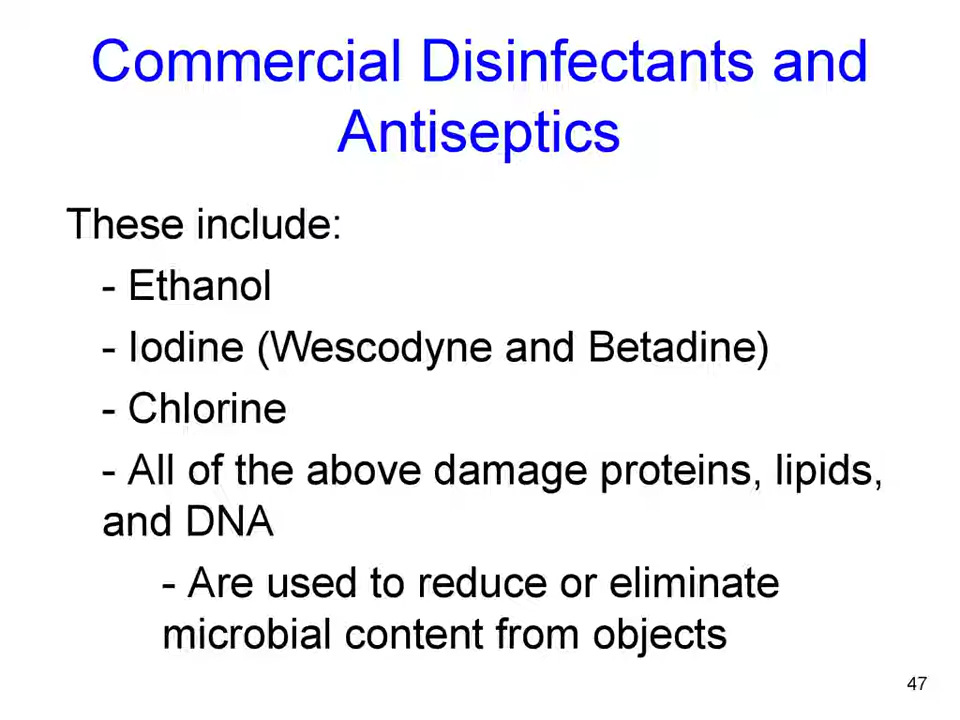 Commercial Disinfectants and
Antiseptics
These include:
- Ethanol
- Iodine (Wescodyne and Betadine)
- Chlorine
- All of the above damage proteins, lipids,
and DNA
- Are used to reduce or eliminate
microbial content from objects
47